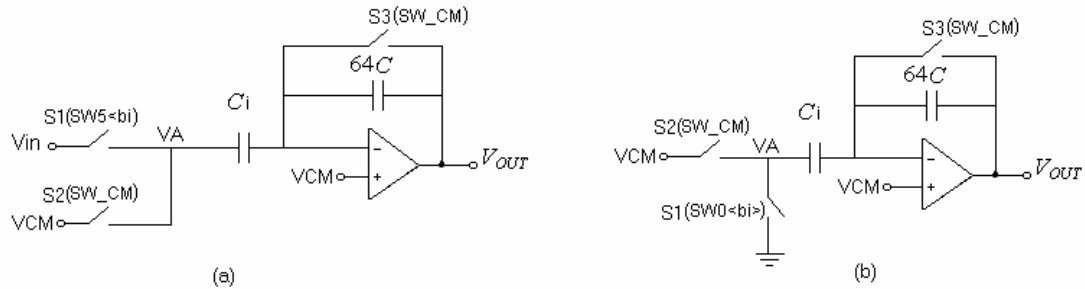 S3(SW_CM)
64C
Ci
S1(SW5<bi)
Vin
VA
S2(SW_CM)
VCM
VCM
VOUT
(a)
S3(SW_CM)
64C
Ci
S2(SW_CM)
VCM
VA
VCM
S1(SW0<bi>)
VOUT
(b)